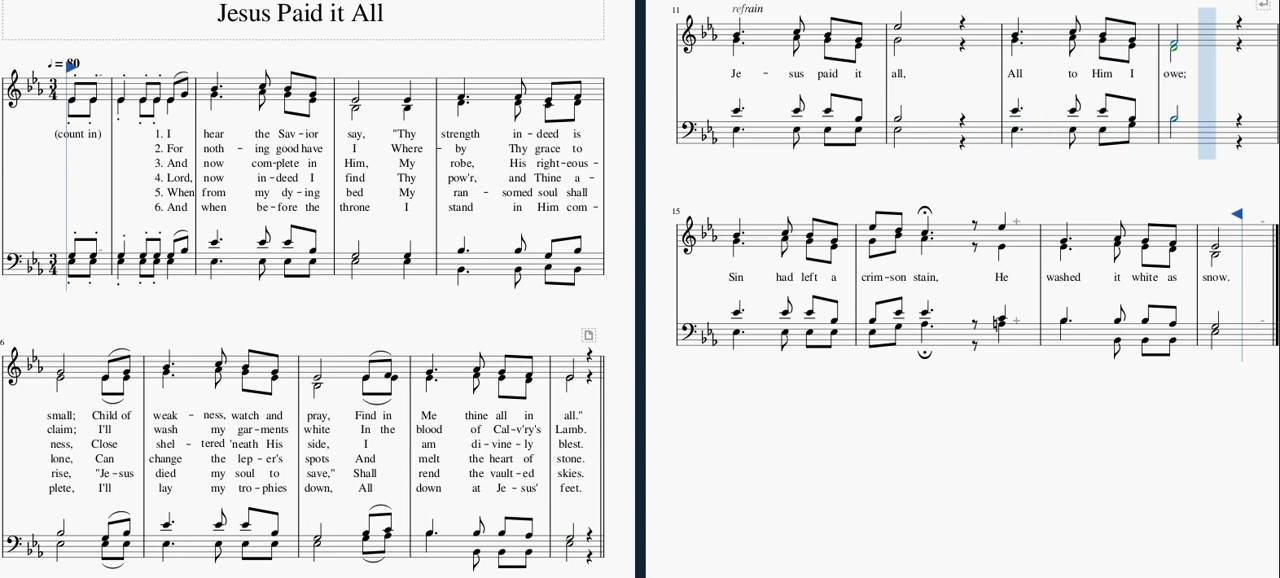 Jesus Paid it All
♩ = 80
(count in) 1. I hear the Sav - ior say, "Thy strength in - deed is
2. For noth - ing good have I Where - by Thy grace to
3. And now com - plete in Him, My robe, His right - eous -
4. Lord, now in - deed I find Thy pow'r, and Thine a -
5. When from my dy - ing bed My ran - somed soul shall
6. And when be - fore the throne I stand in Him com -
6
small; Child of weak - ness, watch and pray, Find in Me thine all in all."
claim; I'll wash my gar - ments white In the blood of Cal - v'ry's Lamb.
ness, Close shel - tered 'neath His side, I am di - vine - ly blest.
lone, Can change the lep - er's spots And melt the heart of stone.
rise, "Je - sus died my soul to save," Shall rend the vault - ed skies.
plete, I'll lay my tro - phies down, All down at Je - sus' feet.
11
refrain
Je - sus paid it all, All to Him I owe;
15
Sin had left a crim - son stain, He washed it white as snow.